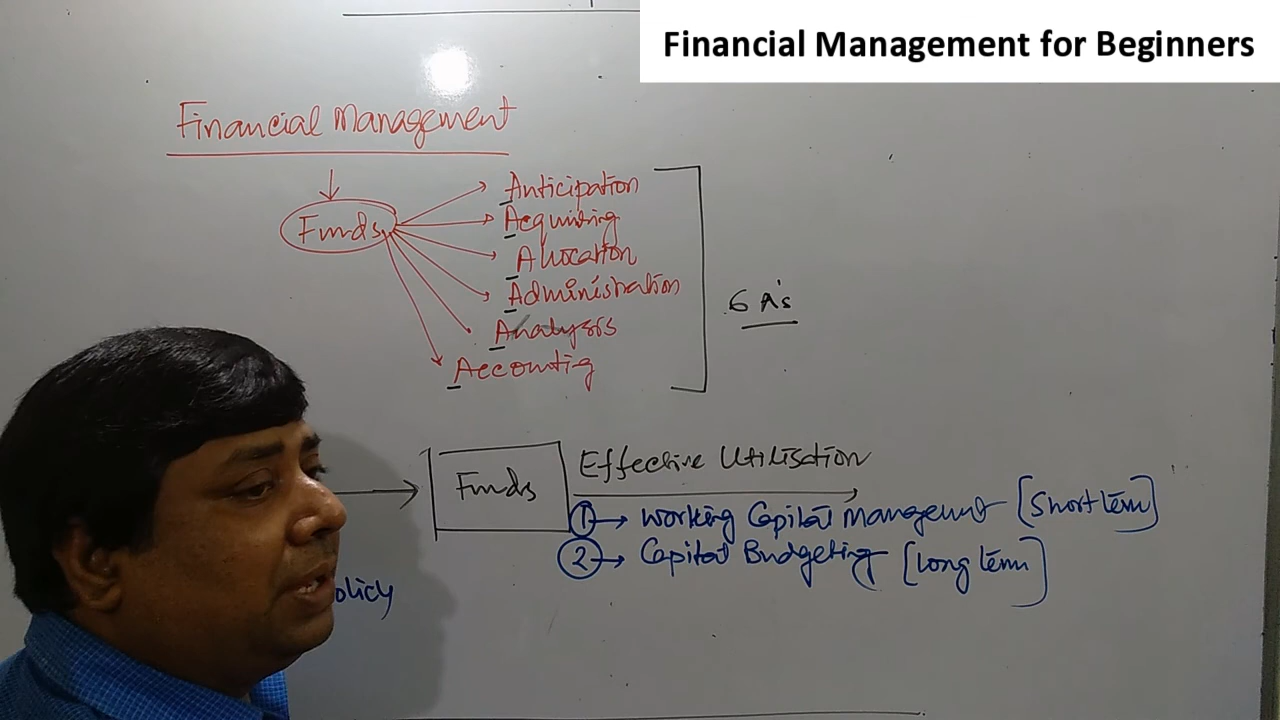 Financial Management for Beginners
Financial Management
Funds
Anticipation
Acquiring
Allocation
Administration
Analysis
Accounting
6 A's
Funds
Effective Utilisation
① → Working Capital Management [Short term]
② → Capital Budgeting [Long term]
olicy